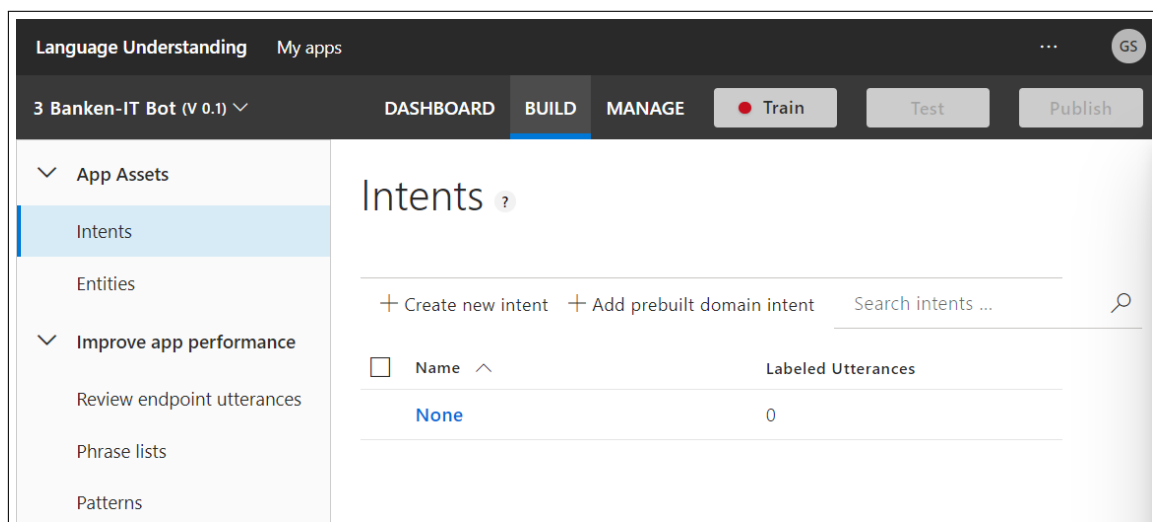 Language Understanding My apps ... GS
3 Banken-IT Bot (V 0.1) DASHBOARD BUILD MANAGE Train Test Publish
App Assets
Intents
Entities
Improve app performance
Review endpoint utterances
Phrase lists
Patterns
Intents ?
+ Create new intent + Add prebuilt domain intent Search intents ...
Name Labeled Utterances
None 0